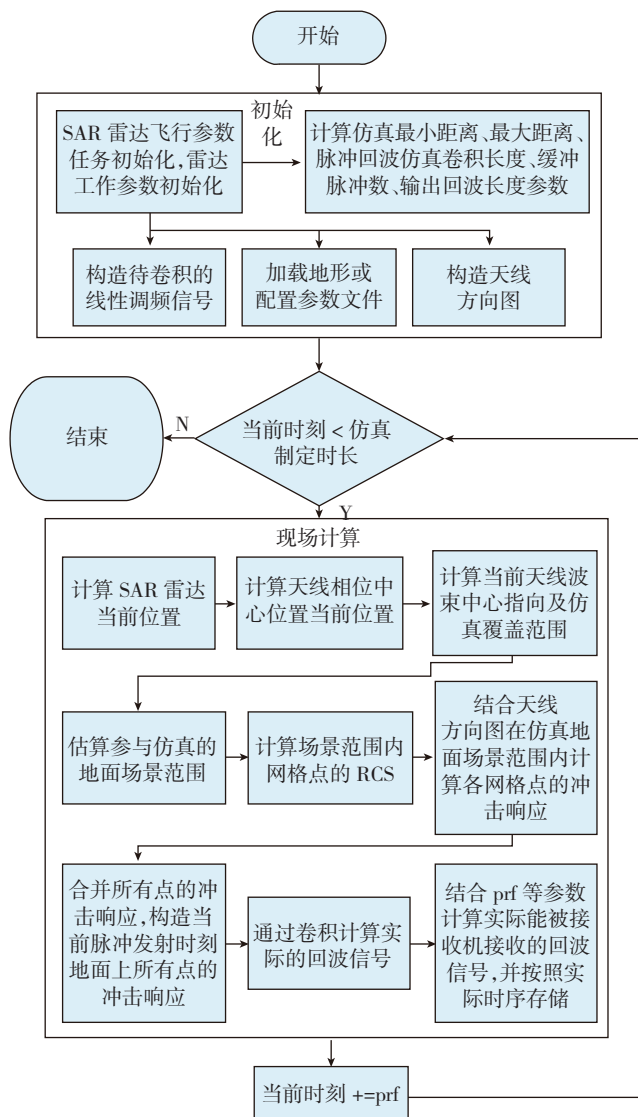 开始
初始
化
SAR 雷达飞行参数
任务初始化,雷达
工作参数初始化
计算仿真最小距离、最大距离、
脉冲回波仿真卷积长度、缓冲
脉冲数、输出回波长度参数
构造待卷积的
线性调频信号
加载地形或
配置参数文件
构造天线
方向图
当前时刻 < 仿真
制定时长
N
结束
Y
现场计算
计算 SAR 雷达
当前位置
计算天线相位中
心位置当前位置
计算当前天线波
束中心指向及仿
真覆盖范围
估算参与仿真的
地面场景范围
计算场景范围内
网格点的 RCS
结合天线
方向图在仿真地
面场景范围内计
算各网格点的冲
击响应
合并所有点的冲
击响应,构造当
前脉冲发射时刻
地面上所有点的
冲击响应
通过卷积计算实
际的回波信号
结合 prf 等参数
计算实际能被接
收机接收的回波
信号,并按照实
际时序存储
当前时刻 +=prf